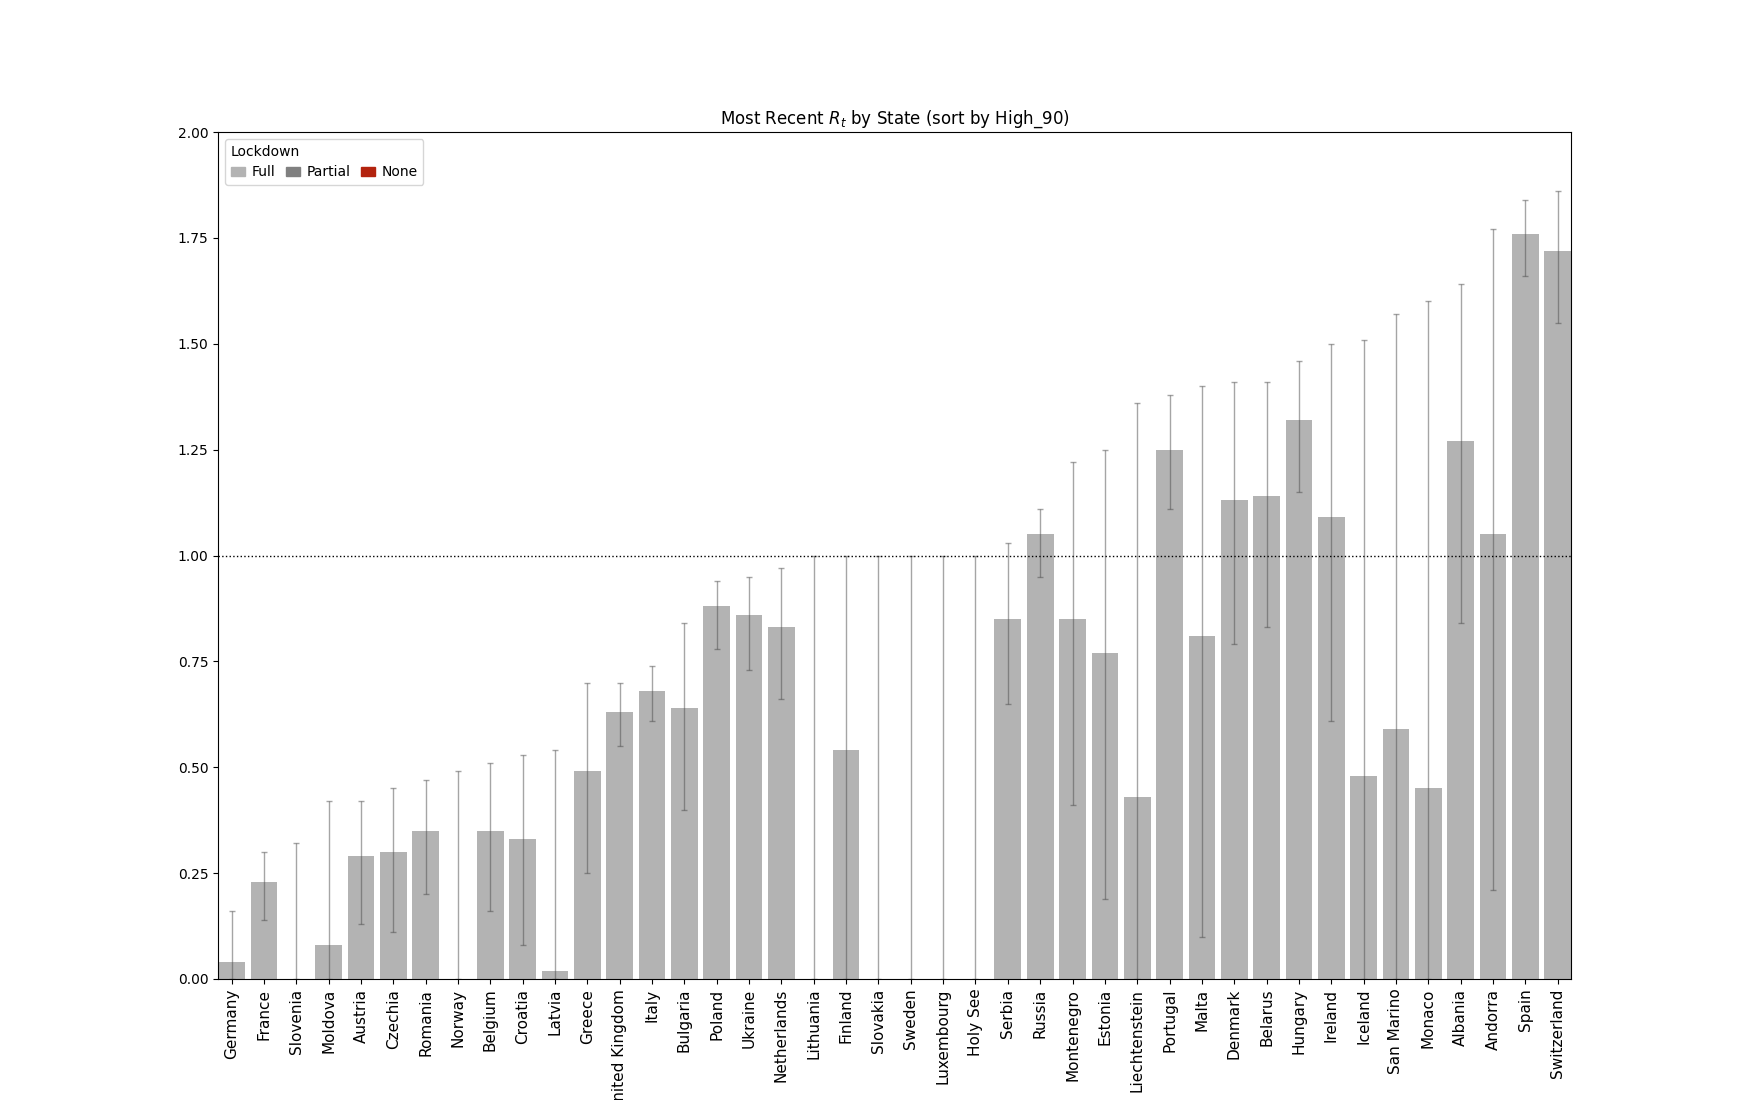 Most Recent R_t by State (sort by High_90)
Lockdown
Full Partial None
2.00
1.75
1.50
1.25
1.00
0.75
0.50
0.25
0.00
Germany
France
Slovenia
Moldova
Austria
Czechia
Romania
Norway
Belgium
Croatia
Latvia
Greece
nited Kingdom
Italy
Bulgaria
Poland
Ukraine
Netherlands
Lithuania
Finland
Slovakia
Sweden
Luxembourg
Holy See
Serbia
Russia
Montenegro
Estonia
Liechtenstein
Portugal
Malta
Denmark
Belarus
Hungary
Ireland
Iceland
San Marino
Monaco
Albania
Andorra
Spain
Switzerland